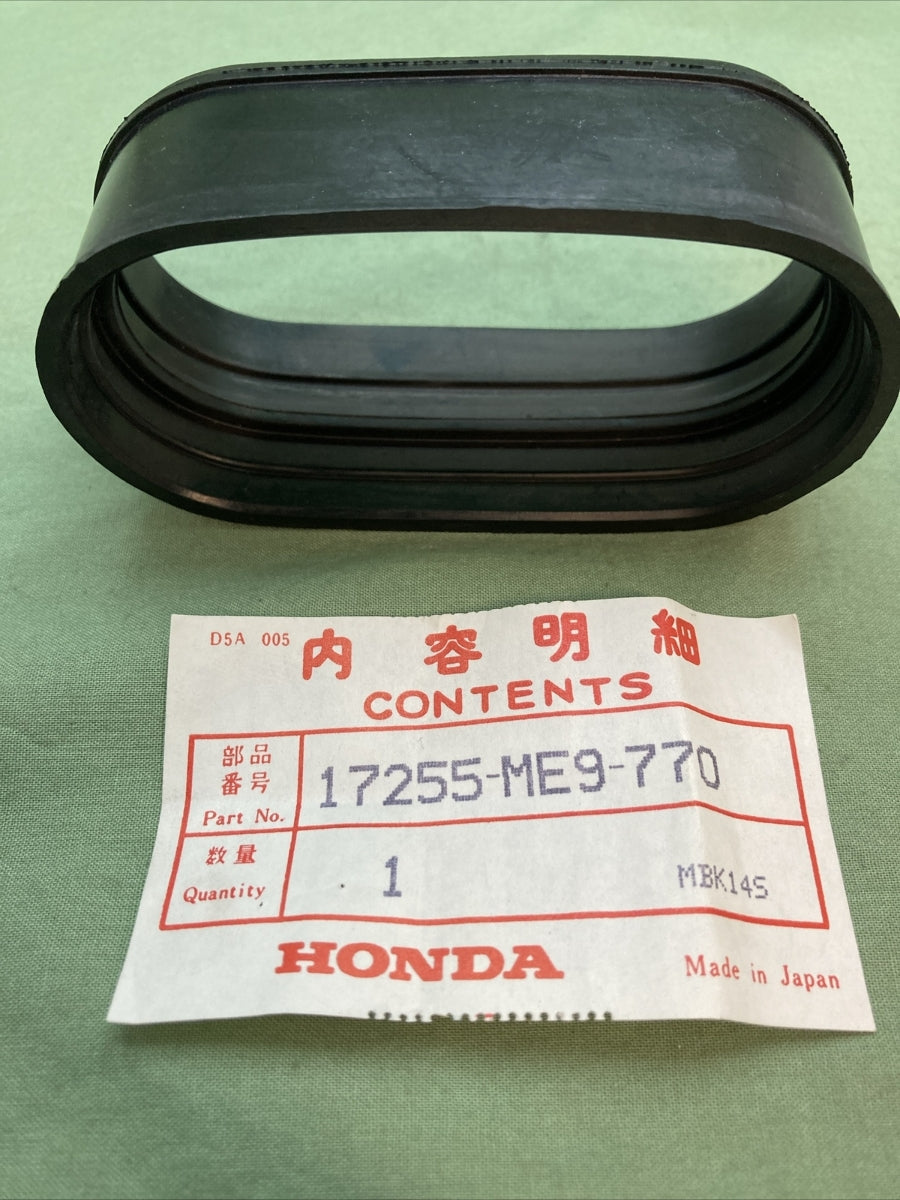 D5A 005
内容明細
CONTENTS
部品
番号
Part No.
17255-ME9-770
数量
Quantity
1
MBK145
HONDA
Made in Japan